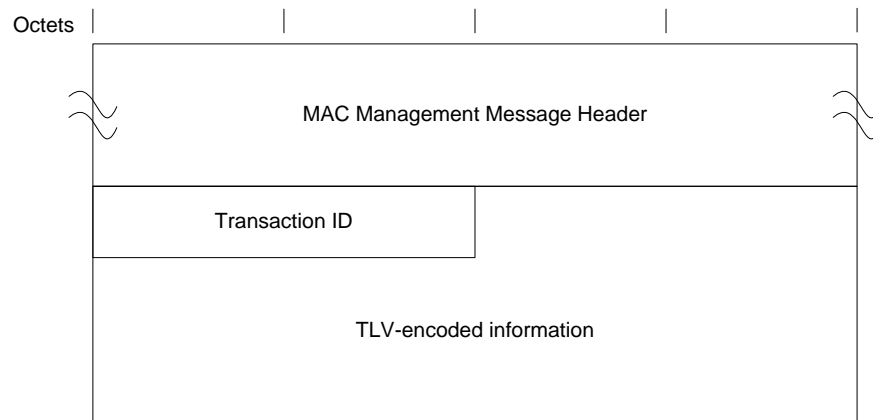 Octets
MAC Management Message Header
Transaction ID
TLV-encoded information